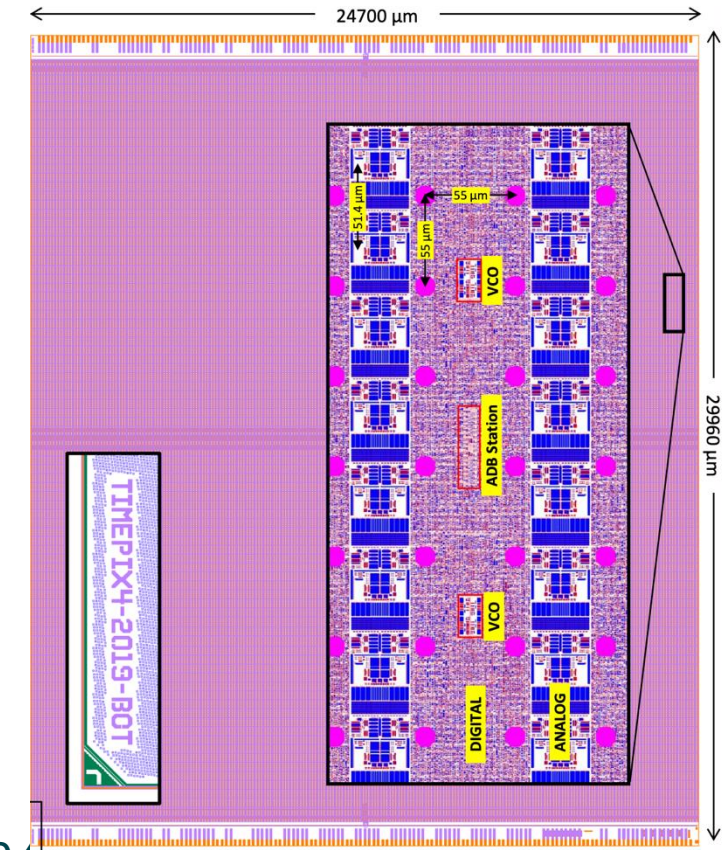 24700 µm
51.4 µm
55 µm
55 µm
VCO
29960 µm
ADB Station
TIMEPIX4-2019-BOT
VCO
DIGITAL
ANALOG